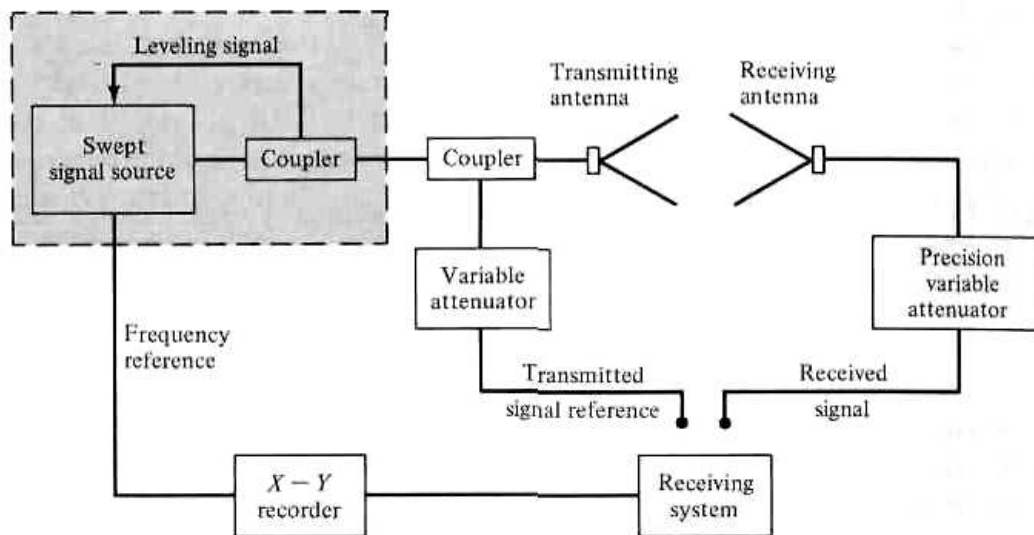 Leveling signal
Swept
signal source
Coupler
Coupler
Transmitting
antenna
Receiving
antenna
Variable
attenuator
Precision
variable
attenuator
Frequency
reference
Transmitted
signal reference
Received
signal
X – Y
recorder
Receiving
system